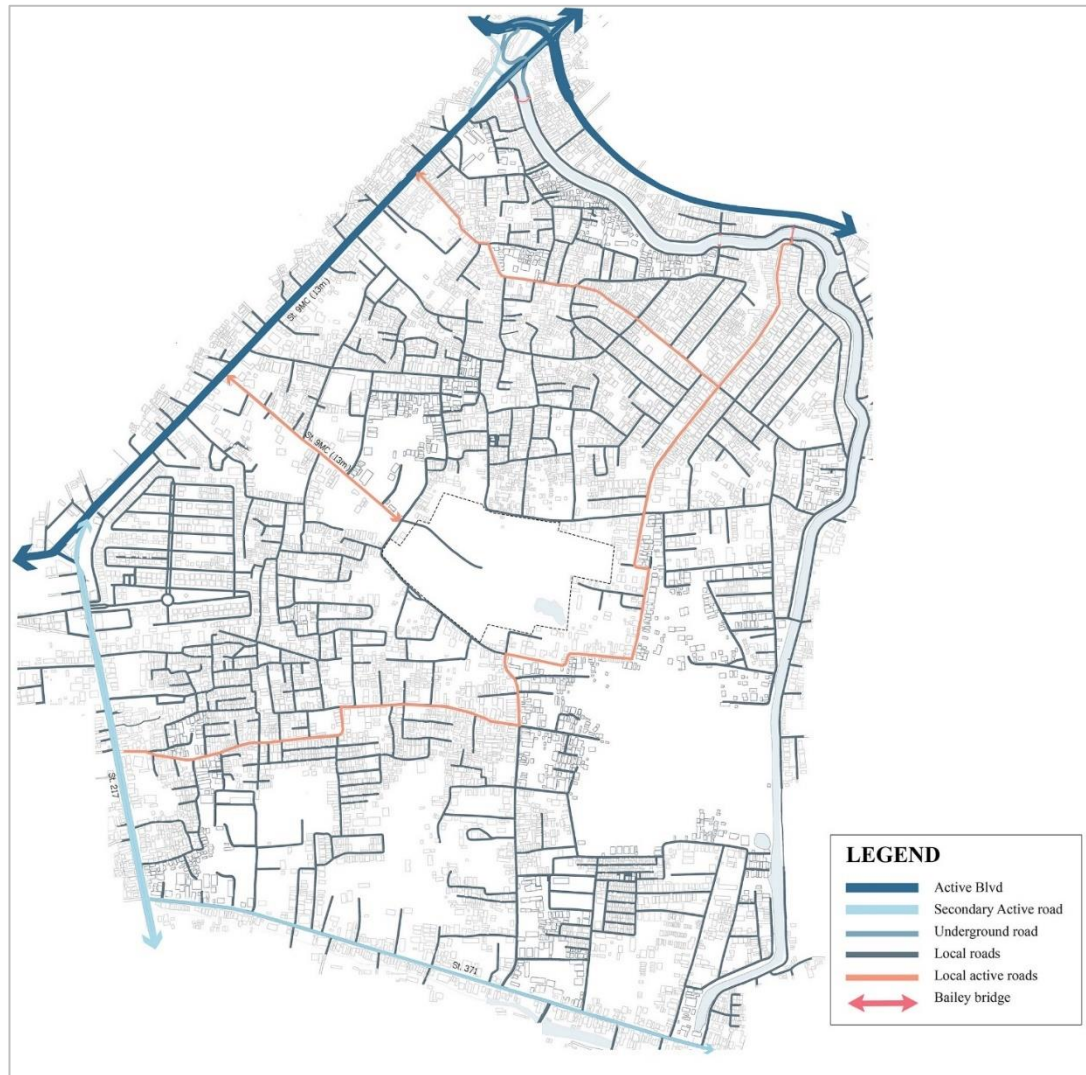 St. 9MC (13m)
St. 9MC (13m)
St. 217
St. 371
LEGEND
Active Blvd
Secondary Active road
Underground road
Local roads
Local active roads
Bailey bridge